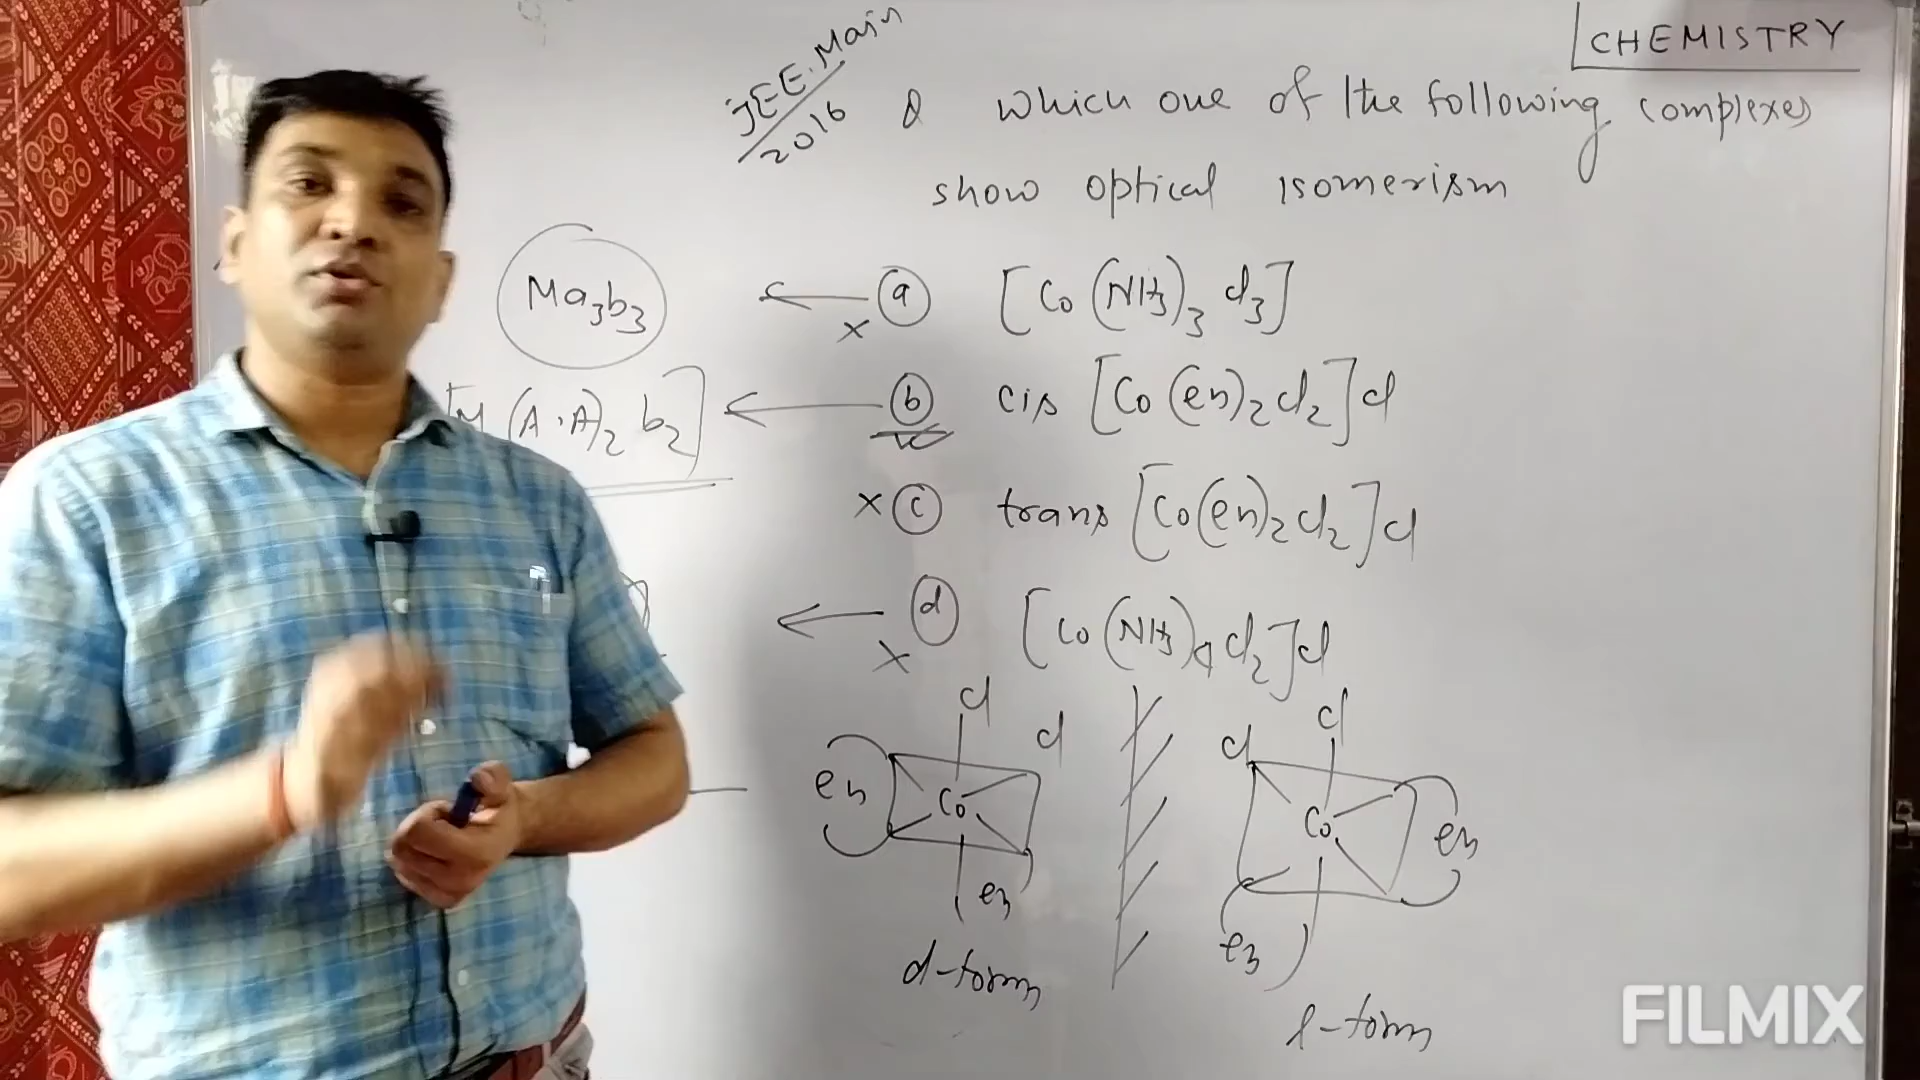 CHEMISTRY
JEE.Main
2016
Q which one of the following complexes
show optical isomerism
Ma₃b₃ ← x (a) [Co(NH₃)₃ Cl₃]
[M(A.A)₂ b₂] ← (b) cis [Co(en)₂Cl₂]Cl
x (c) trans [Co(en)₂Cl₂]Cl
← x (d) [Co(NH₃)₄Cl₂]Cl
Cl Cl
Cl Cl
en Co Co en
en en
d-form
l-form
FILMIX